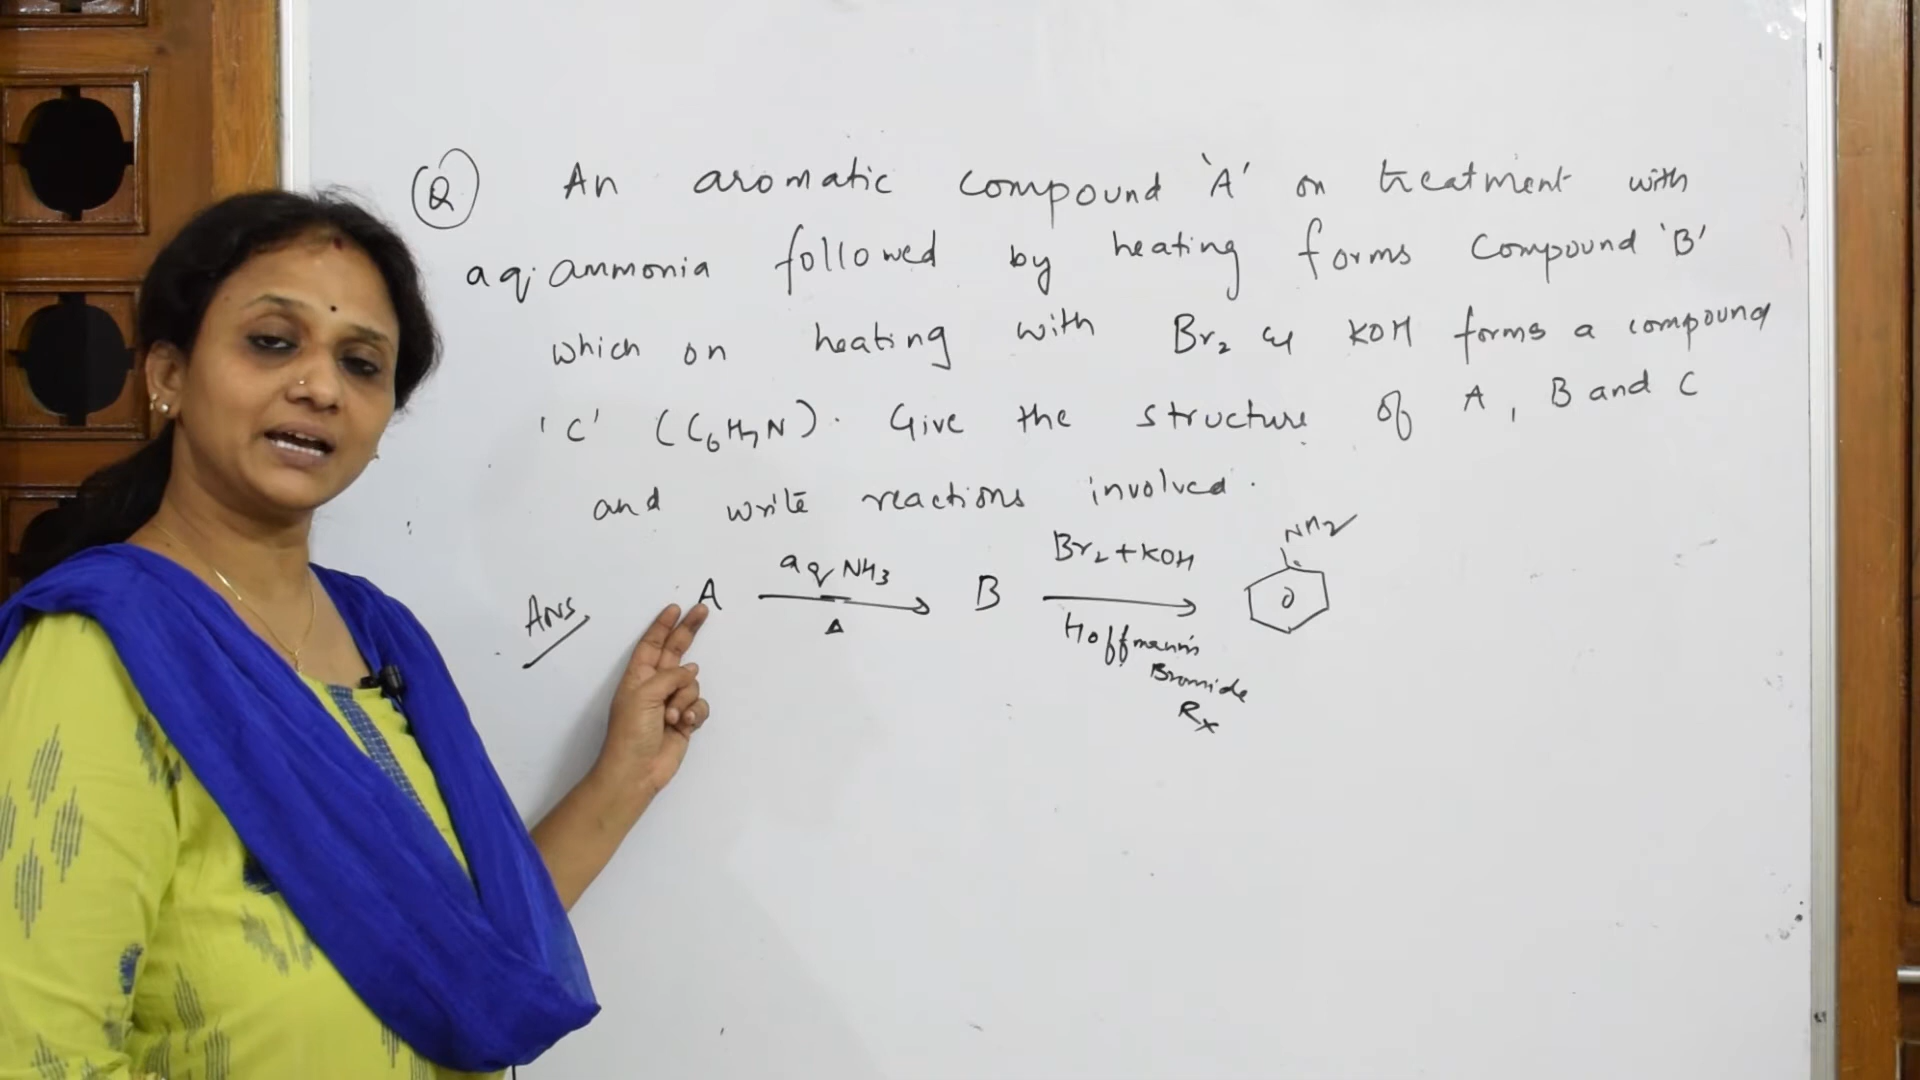 Q An aromatic compound 'A' on treatment with
aq. ammonia followed by heating forms compound 'B'
which on heating with Br₂ & KOH forms a compound
'C' (C₆H₇N). Give the structure of A, B and C
and write reactions involved.
Ans A aq NH₃ Δ B Br₂+KOH NH₂
Hoffmann's
Bromide
Rx